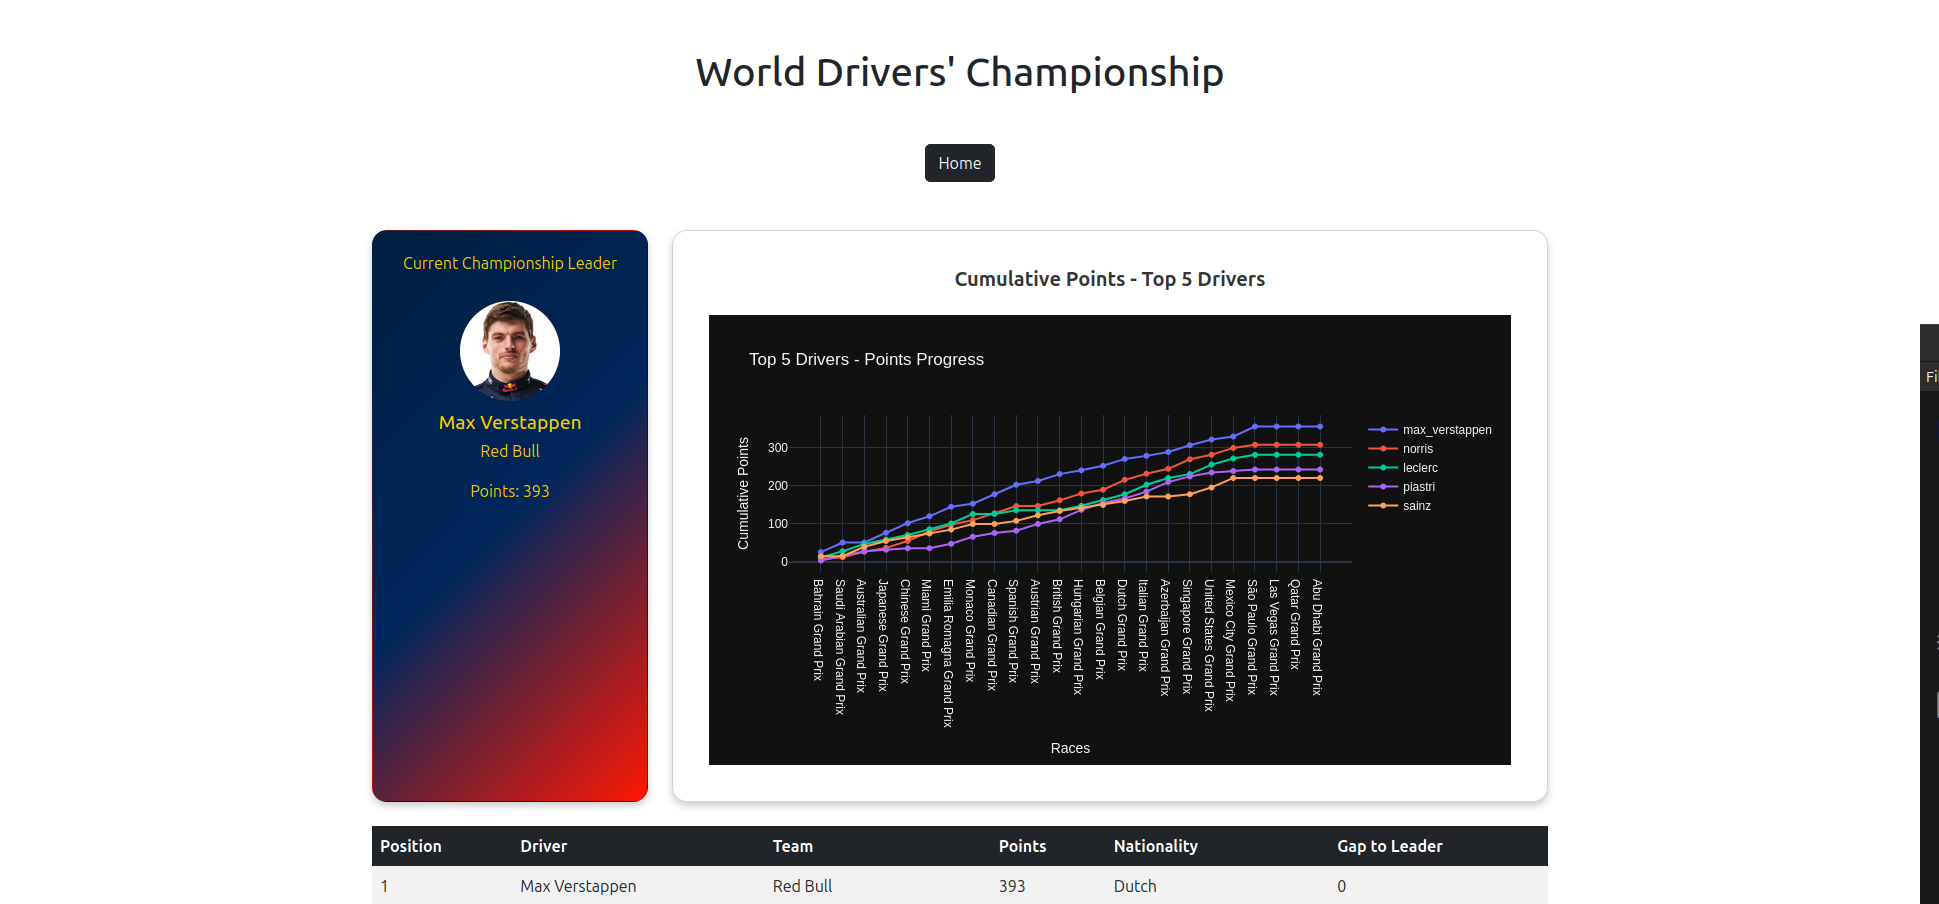 World Drivers' Championship
Home
Current Championship Leader
Max Verstappen
Red Bull
Points: 393
Cumulative Points - Top 5 Drivers
Top 5 Drivers - Points Progress
Cumulative Points
300
200
100
0
max_verstappen
norris
leclerc
piastri
sainz
Bahrain Grand Prix
Saudi Arabian Grand Prix
Australian Grand Prix
Japanese Grand Prix
Chinese Grand Prix
Miami Grand Prix
Emilia Romagna Grand Prix
Monaco Grand Prix
Canadian Grand Prix
Spanish Grand Prix
Austrian Grand Prix
British Grand Prix
Hungarian Grand Prix
Belgian Grand Prix
Dutch Grand Prix
Italian Grand Prix
Azerbaijan Grand Prix
Singapore Grand Prix
United States Grand Prix
Mexico City Grand Prix
São Paulo Grand Prix
Las Vegas Grand Prix
Qatar Grand Prix
Abu Dhabi Grand Prix
Races
Position Driver Team Points Nationality Gap to Leader
1 Max Verstappen Red Bull 393 Dutch 0